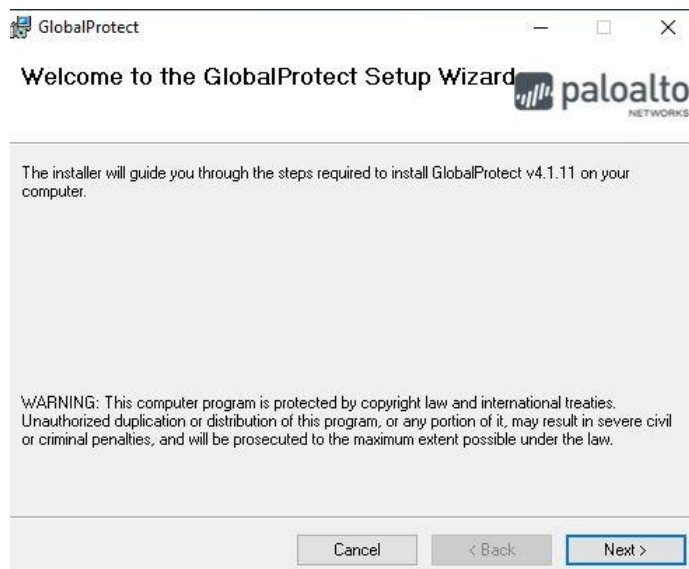 GlobalProtect
Welcome to the GlobalProtect Setup Wizard
paloalto
NETWORKS
The installer will guide you through the steps required to install GlobalProtect v4.1.11 on your
computer.
WARNING: This computer program is protected by copyright law and international treaties.
Unauthorized duplication or distribution of this program, or any portion of it, may result in severe civil
or criminal penalties, and will be prosecuted to the maximum extent possible under the law.
Cancel
< Back
Next >